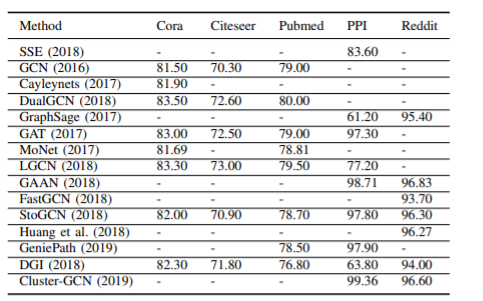 Method Cora Citeseer Pubmed PPI Reddit
SSE (2018) - - - 83.60 -
GCN (2016) 81.50 70.30 79.00 - -
Cayleynets (2017) 81.90 - - - -
DualGCN (2018) 83.50 72.60 80.00 - -
GraphSage (2017) - - - 61.20 95.40
GAT (2017) 83.00 72.50 79.00 97.30 -
MoNet (2017) 81.69 - 78.81 - -
LGCN (2018) 83.30 73.00 79.50 77.20 -
GAAN (2018) - - - 98.71 96.83
FastGCN (2018) - - - - 93.70
StoGCN (2018) 82.00 70.90 78.70 97.80 96.30
Huang et al. (2018) - - - - 96.27
GeniePath (2019) - - 78.50 97.90 -
DGI (2018) 82.30 71.80 76.80 63.80 94.00
Cluster-GCN (2019) - - - 99.36 96.60